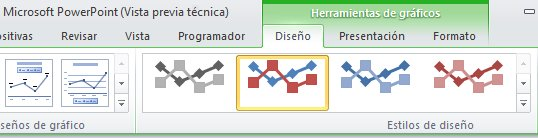 Microsoft PowerPoint (Vista previa técnica) Herramientas de gráficos
ositivas Revisar Vista Programador Diseño Presentación Formato
seños de gráfico Estilos de diseño